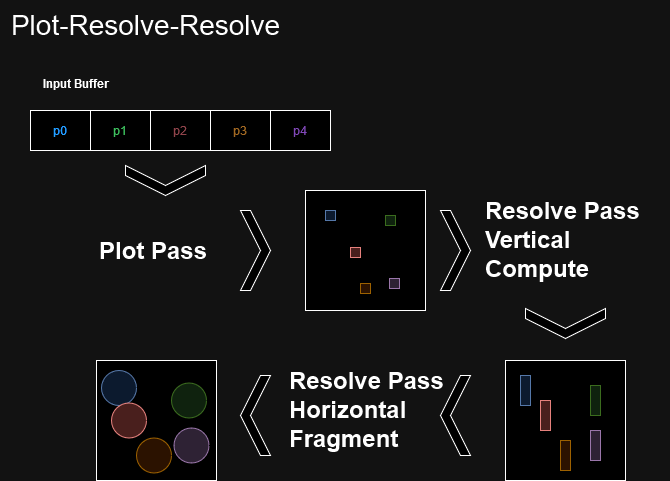 Plot-Resolve-Resolve
Input Buffer
p0 p1 p2 p3 p4
Plot Pass
Resolve Pass
Vertical
Compute
Resolve Pass
Horizontal
Fragment